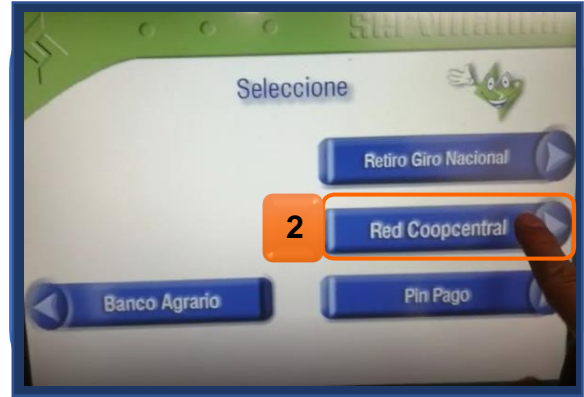 Seleccione
Retiro Giro Nacional
2
Red Coopcentral
Banco Agrario
Pin Pago